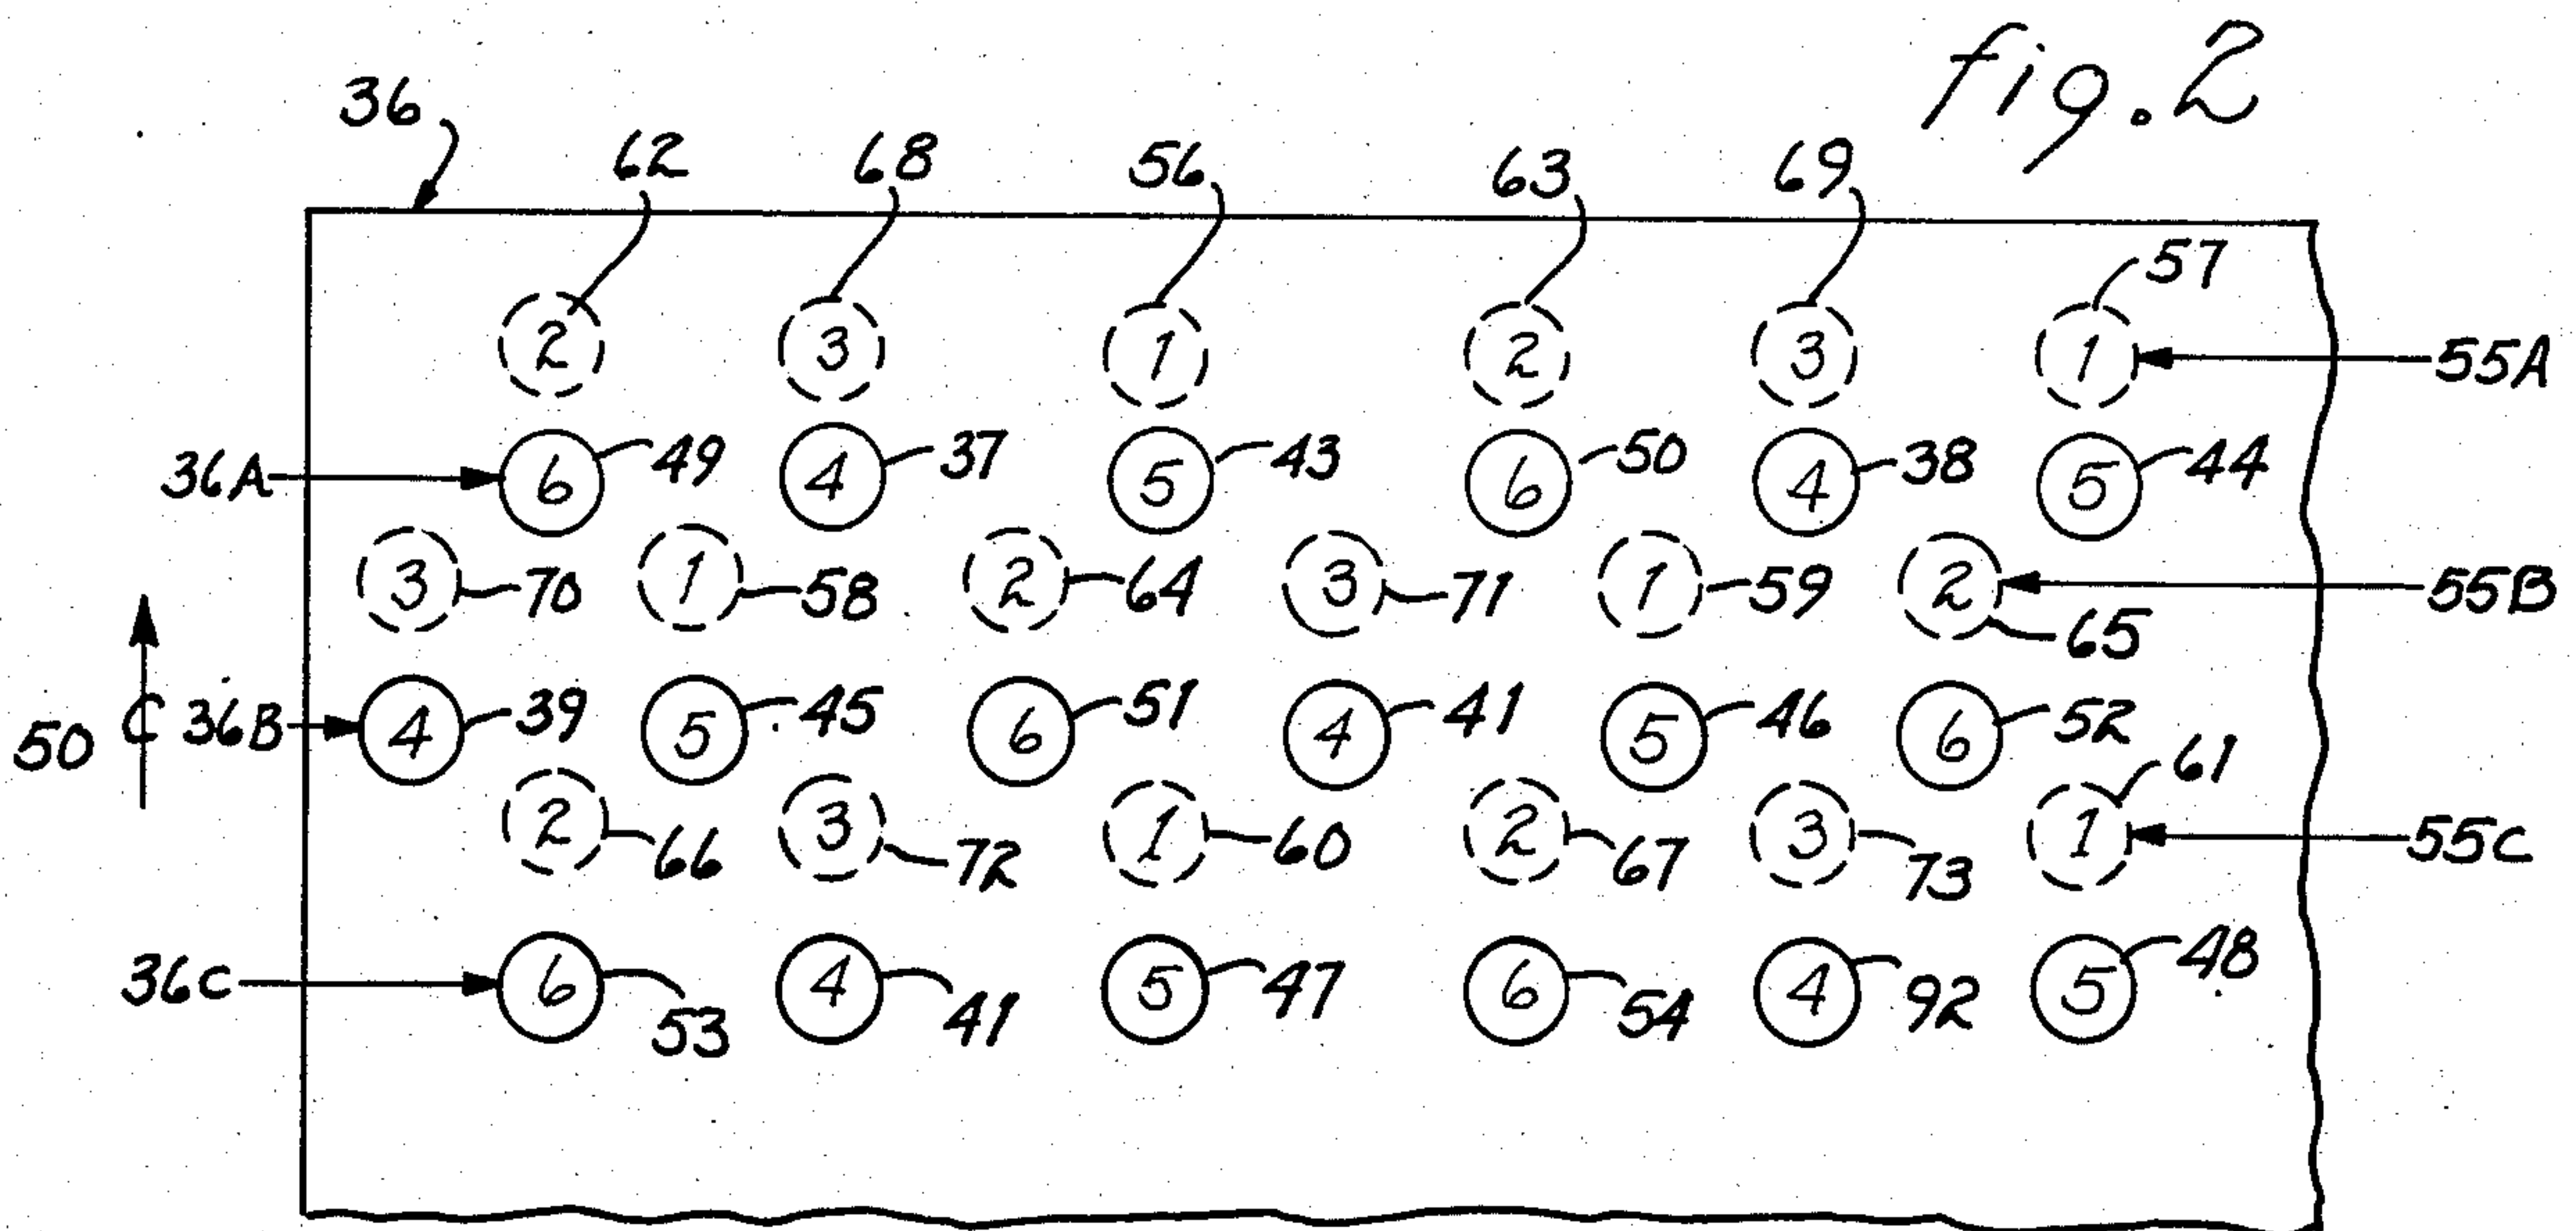 fig. 2
36 62 68 56 63 69
57
2 3 1 2 3 1 55A
36A 6 49 4 37 5 43 6 50 4 38 5 44
3 70 1 58 2 64 3 71 1 59 2 55B
65
50 36B 4 39 5 45 6 51 4 41 5 46 6 52
61
2 66 3 72 1 60 2 67 3 73 1 55C
36C 6 53 4 41 5 47 6 54 4 92 5 48